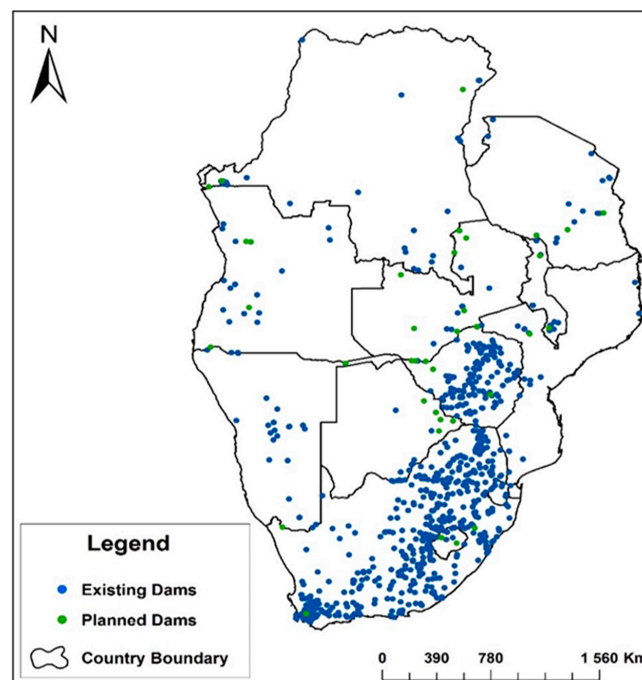 N
Legend
Existing Dams
Planned Dams
Country Boundary
0 390 780 1 560 Km